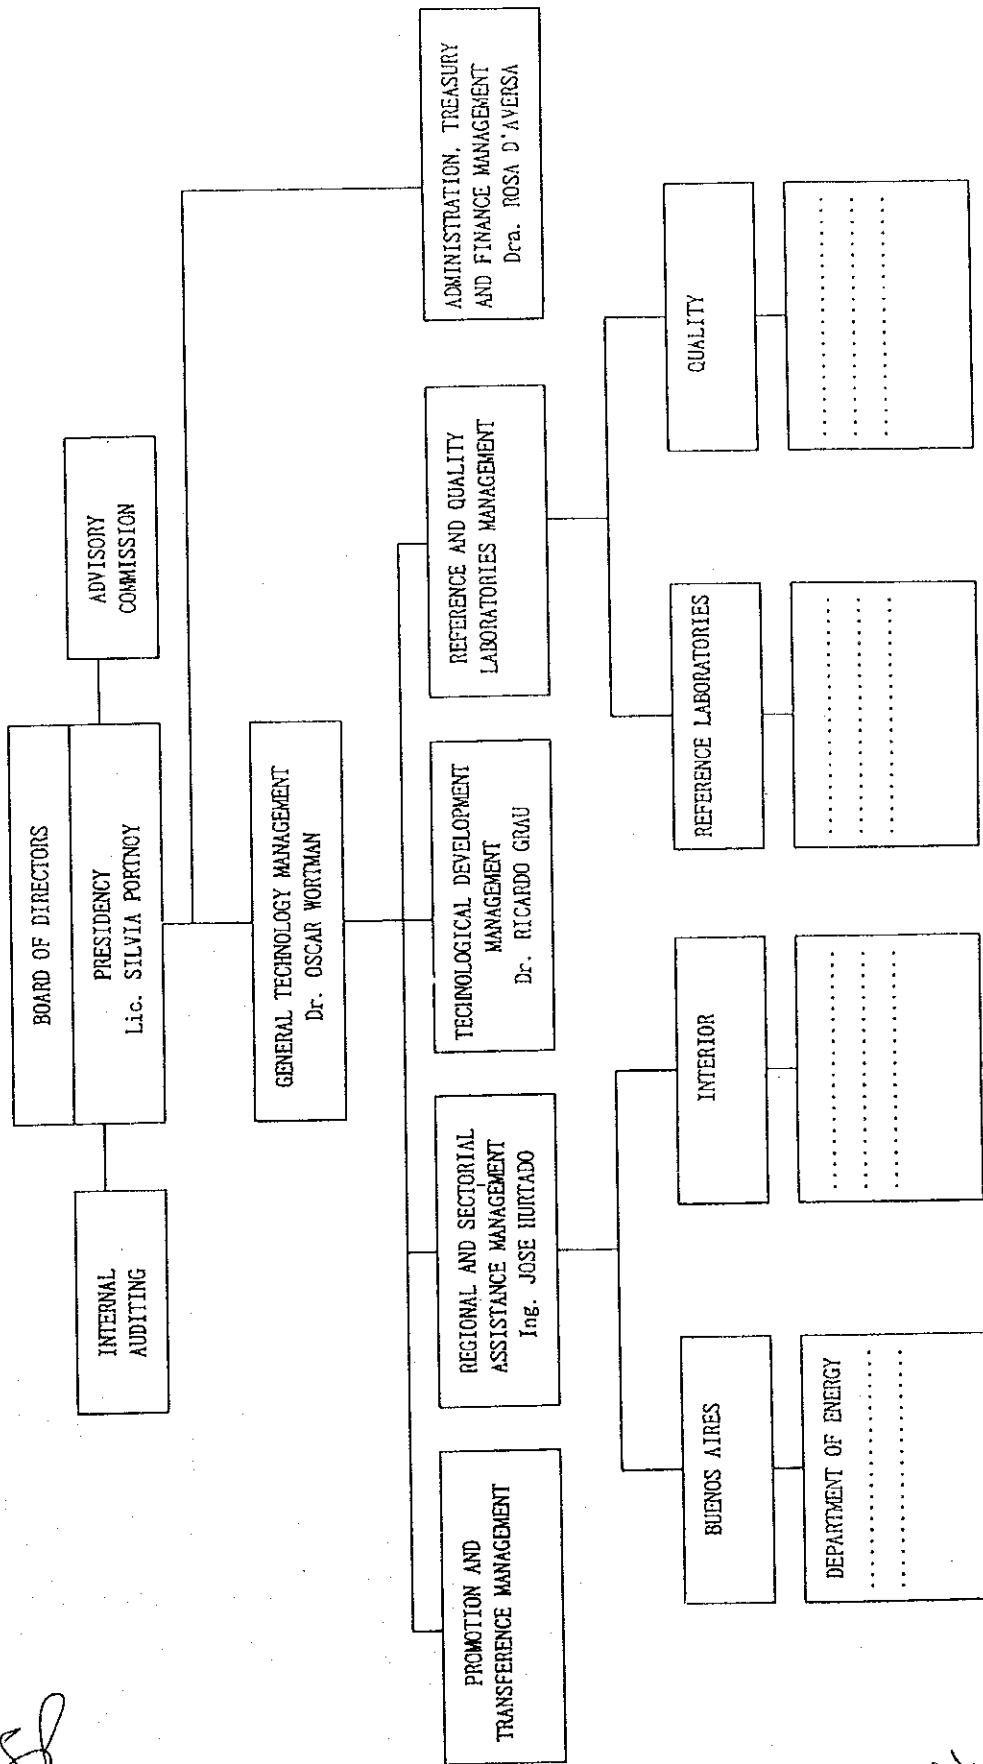 BOARD OF DIRECTORS
PRESIDENCY
Lic. SILVIA PORTNOY
INTERNAL
AUDITING
ADVISORY
COMMISSION
GENERAL TECHNOLOGY MANAGEMENT
Dr. OSCAR WORTMAN
ADMINISTRATION, TREASURY
AND FINANCE MANAGEMENT
Dra. ROSA D'AVERSA
PROMOTION AND
TRANSFERENCE MANAGEMENT
REGIONAL AND SECTORIAL
ASSISTANCE MANAGEMENT
Ing. JOSE HURTADO
TECHNOLOGICAL DEVELOPMENT
MANAGEMENT
Dr. RICARDO GRAU
REFERENCE AND QUALITY
LABORATORIES MANAGEMENT
BUENOS AIRES
INTERIOR
REFERENCE LABORATORIES
QUALITY
DEPARTMENT OF ENERGY